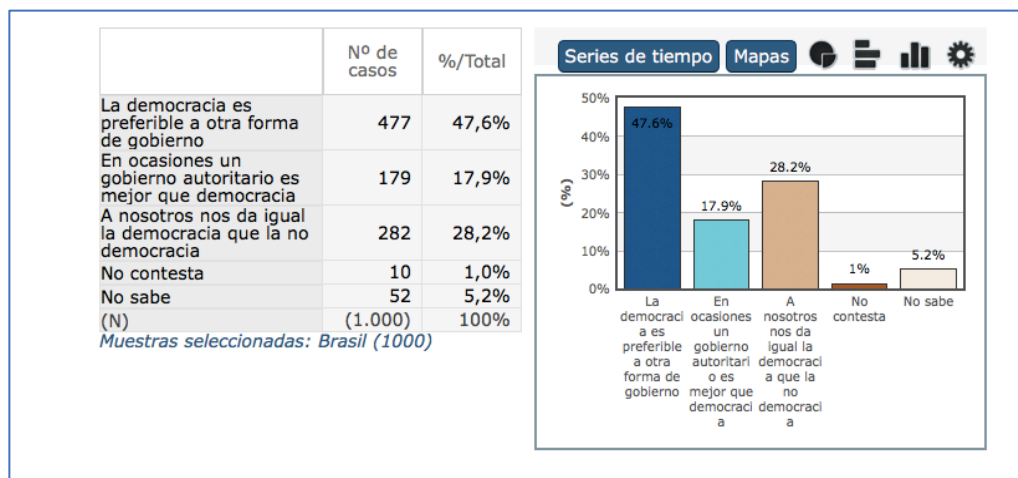 Nº de
casos
%/Total
La democracia es
preferible a otra forma
de gobierno
477
47,6%
En ocasiones un
gobierno autoritario es
mejor que democracia
179
17,9%
A nosotros nos da igual
la democracia que la no
democracia
282
28,2%
No contesta
10
1,0%
No sabe
52
5,2%
(N)
(1.000)
100%
Muestras seleccionadas: Brasil (1000)
Series de tiempo
Mapas
(%)
50%
40%
30%
20%
10%
0%
47.6%
17.9%
28.2%
1%
5.2%
La
democraci
a es
preferible
a otra
forma de
gobierno
En
ocasiones
un
gobierno
autoritari
o es
mejor que
democraci
a
A
nosotros
nos da
igual la
democraci
a que la
no
democraci
a
No
contesta
No sabe